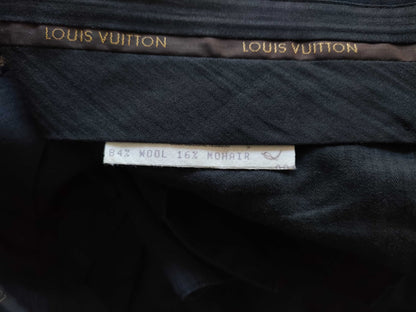 LOUIS VUITTON LOUIS VUITTON
84% WOOL 16% MOHAIR